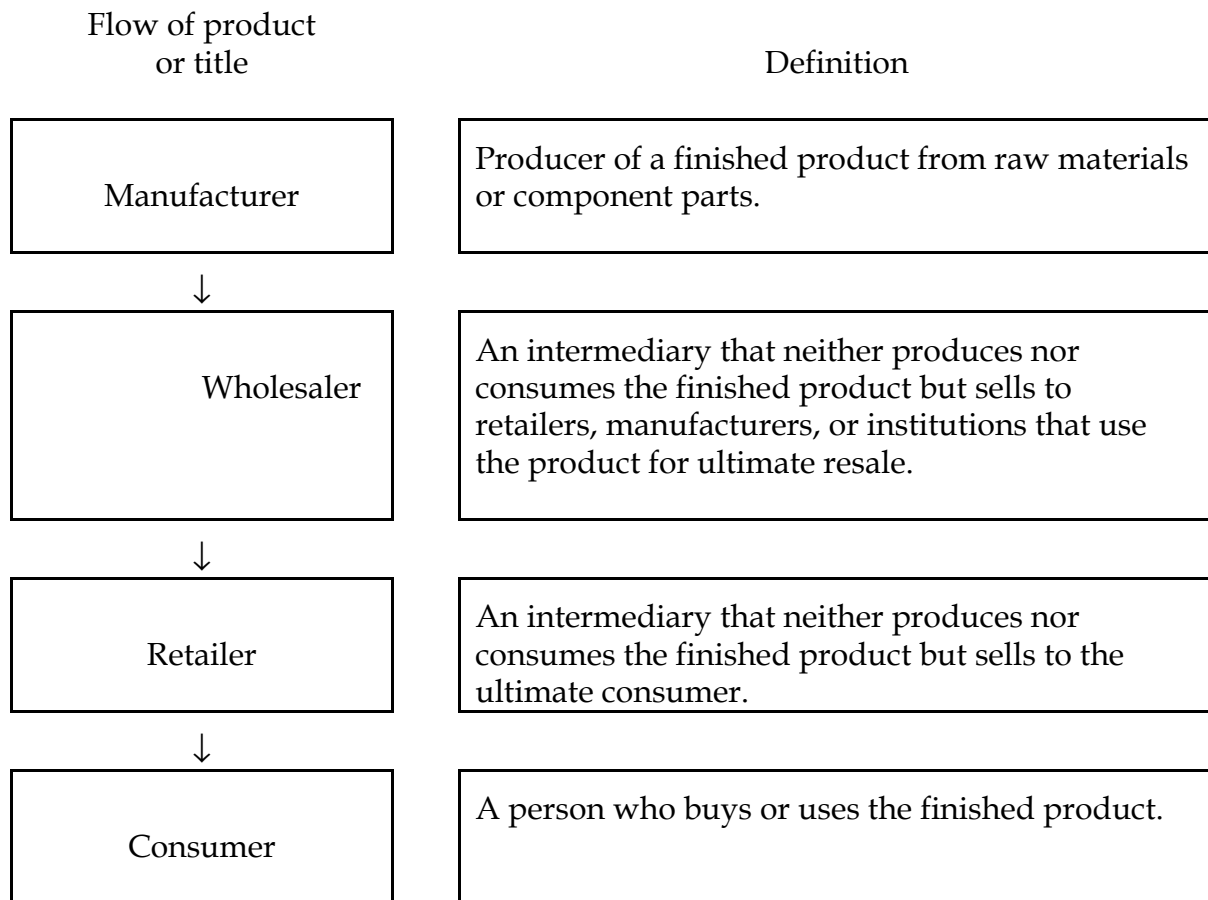 Flow of product
or title
Definition
Manufacturer
Producer of a finished product from raw materials
or component parts.
↓
Wholesaler
An intermediary that neither produces nor
consumes the finished product but sells to
retailers, manufacturers, or institutions that use
the product for ultimate resale.
↓
Retailer
An intermediary that neither produces nor
consumes the finished product but sells to the
ultimate consumer.
↓
Consumer
A person who buys or uses the finished product.